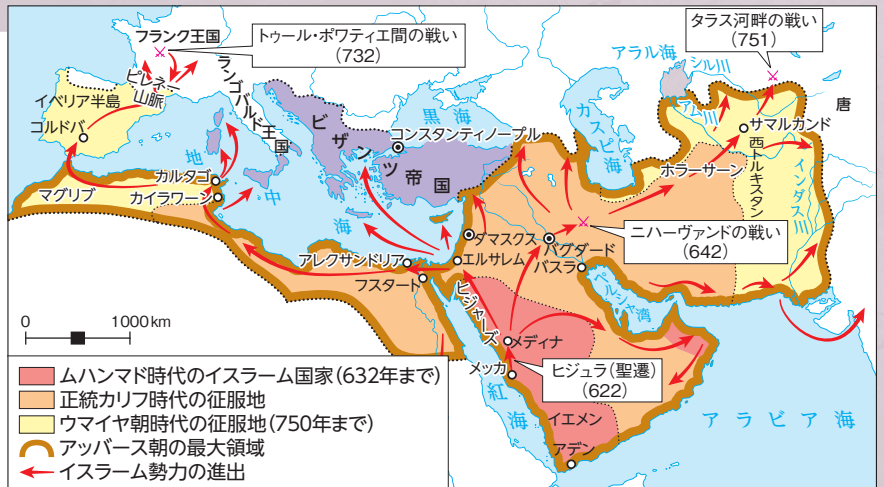 フランク王国
トゥール・ポワティエ間の戦い
(732)
タラス河畔の戦い
(751)
アラル海
シル川
唐
ピレネー
山脈
ランゴバルド王国
イベリア半島
コルドバ
黒海
カスピ海
アム川
サマルカンド
ビザンツ帝国
コンスタンティノープル
西トルキスタン
インダス川
ホラーサーン
地中海
カルタゴ
マグリブ
カイラワーン
ニハーヴァンドの戦い
(642)
ダマスクス
バグダード
アレクサンドリア
エルサレム
バスラ
フスタート
ヒジャーズ
ペルシャ湾
0
1000km
メディナ
ヒジュラ(聖遷)
(622)
メッカ
紅海
イエメン
アラビア海
アデン
ムハンマド時代のイスラーム国家(632年まで)
正統カリフ時代の征服地
ウマイヤ朝時代の征服地(750年まで)
アッバース朝の最大領域
イスラーム勢力の進出